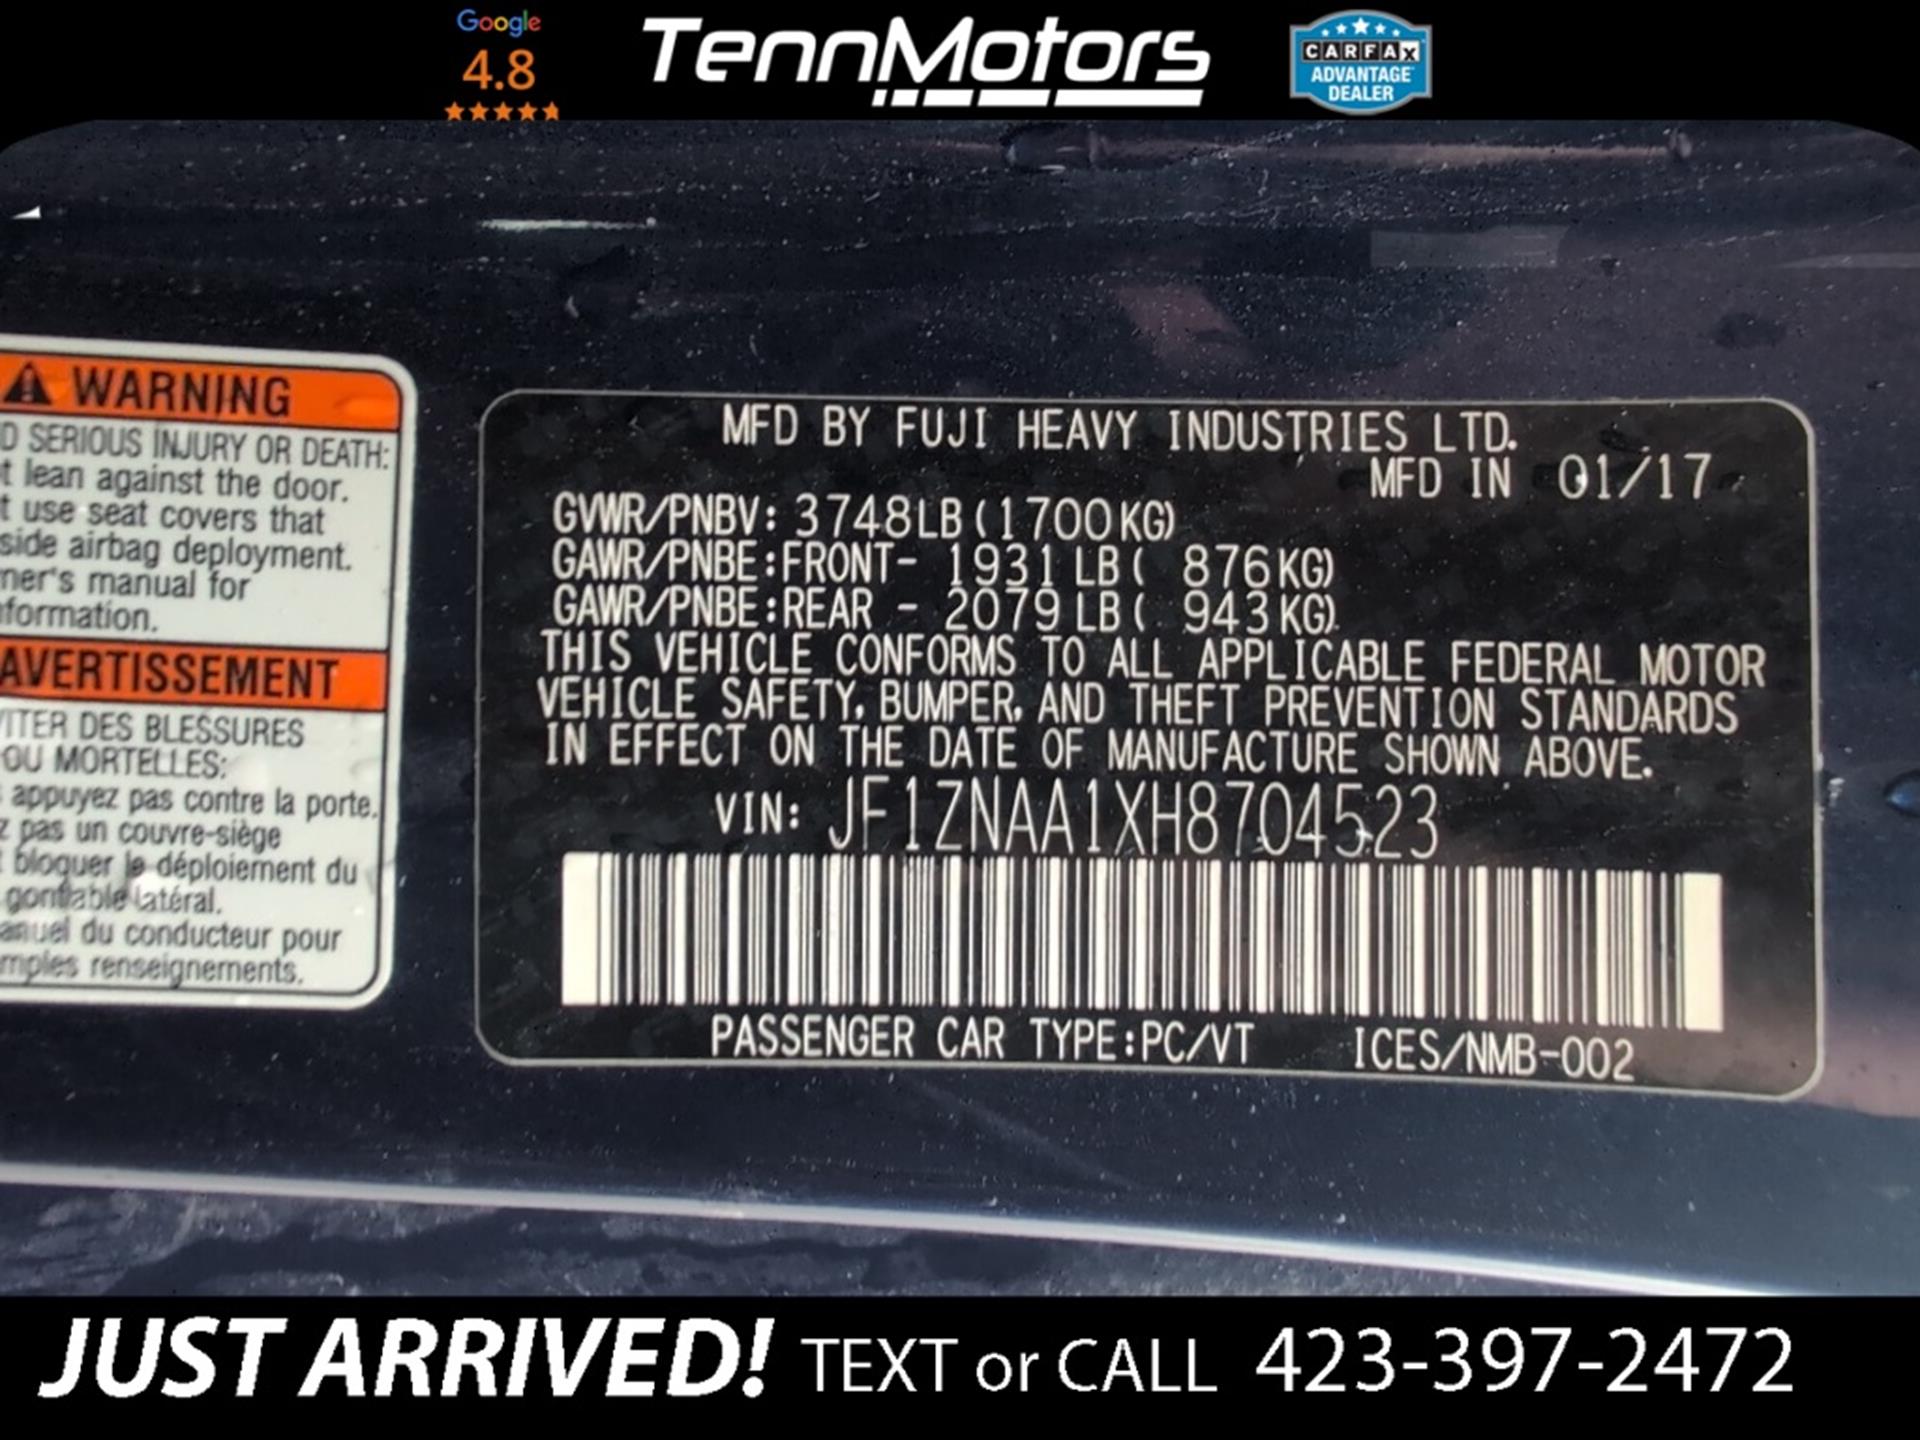 Google
4.8
TennMotors
CARFAX
ADVANTAGE
DEALER
WARNING
D SERIOUS INJURY OR DEATH:
t lean against the door.
t use seat covers that
side airbag deployment.
ner's manual for
formation.
AVERTISSEMENT
ITER DES BLESSURES
OU MORTELLES:
appuyez pas contre la porte.
z pas un couvre-siège
t bloquer le déploiement du
gonflable latéral.
anuel du conducteur pour
mples renseignements.
MFD BY FUJI HEAVY INDUSTRIES LTD.
MFD IN 01/17
GVWR/PNBV: 3748LB(1700KG)
GAWR/PNBE:FRONT- 1931LB( 876KG)
GAWR/PNBE:REAR - 2079LB( 943KG)
THIS VEHICLE CONFORMS TO ALL APPLICABLE FEDERAL MOTOR
VEHICLE SAFETY, BUMPER, AND THEFT PREVENTION STANDARDS
IN EFFECT ON THE DATE OF MANUFACTURE SHOWN ABOVE.
VIN: JF1ZNAA1XH8704523
PASSENGER CAR TYPE:PC/VT ICES/NMB-002
JUST ARRIVED! TEXT or CALL 423-397-2472